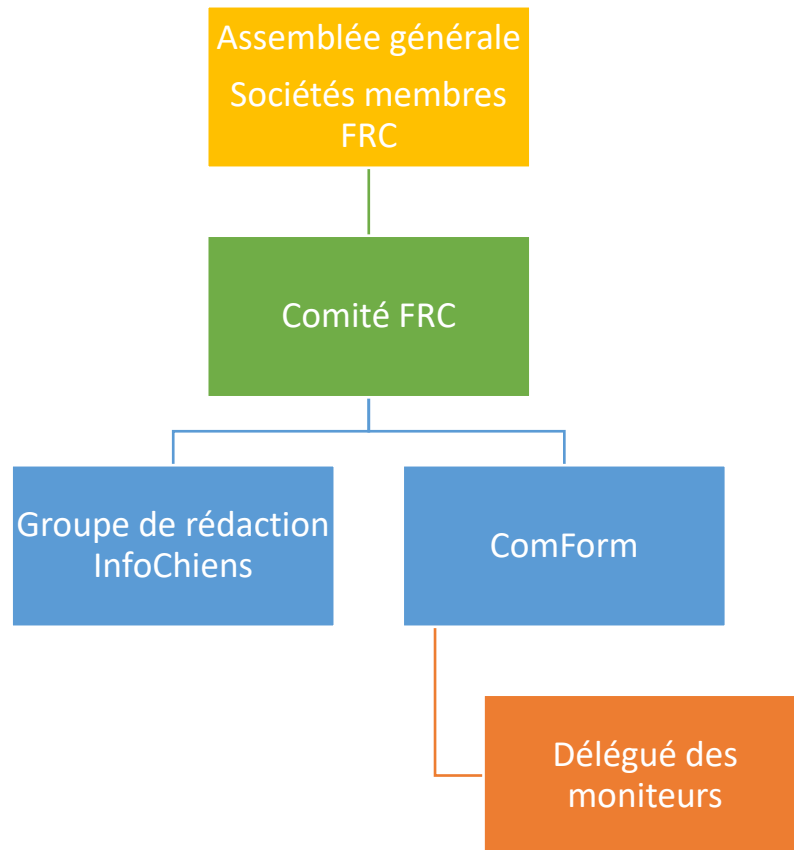 Assemblée générale
Sociétés membres
FRC
Comité FRC
Groupe de rédaction
InfoChiens
ComForm
Délégué des
moniteurs